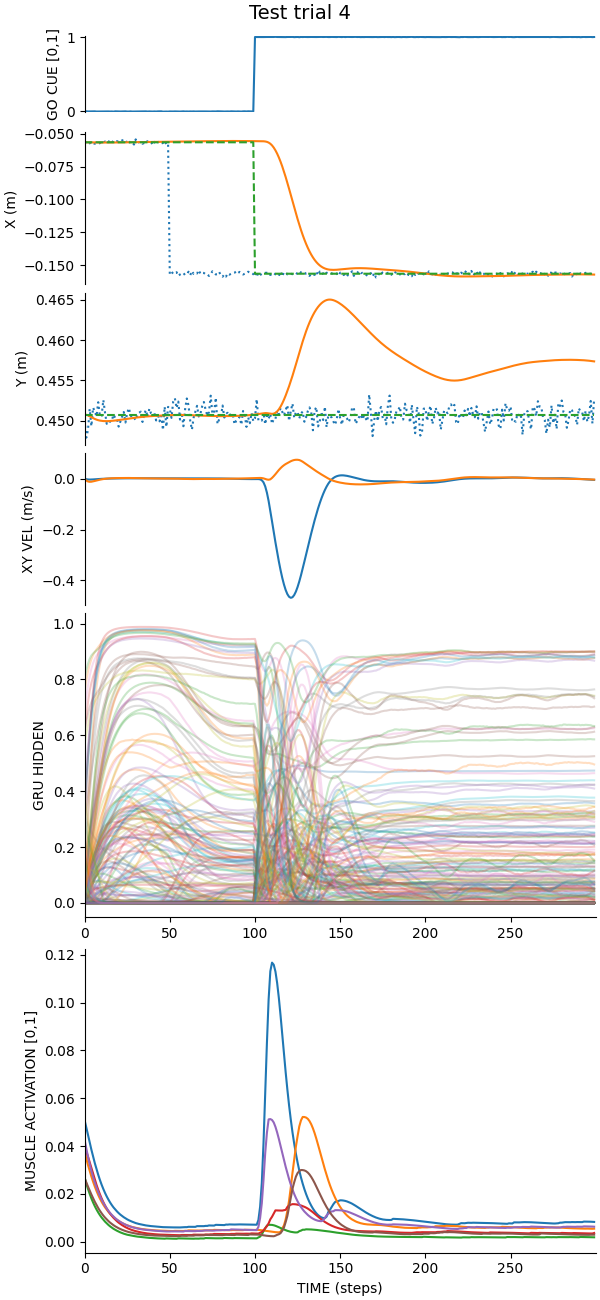 Test trial 4
GO CUE [0,1]
1
0
X (m)
−0.050
−0.075
−0.100
−0.125
−0.150
Y (m)
0.465
0.460
0.455
0.450
XY VEL (m/s)
0.0
−0.2
−0.4
GRU HIDDEN
1.0
0.8
0.6
0.4
0.2
0.0
0 50 100 150 200 250
MUSCLE ACTIVATION [0,1]
0.12
0.10
0.08
0.06
0.04
0.02
0.00
0 50 100 150 200 250
TIME (steps)